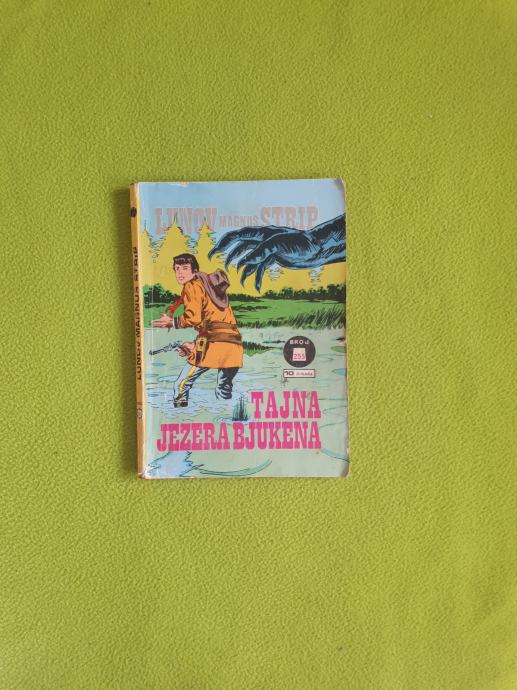 LUNOV MAGNUS STRIP
LUNOV MAGNUS STRIP
BROJ
255
10 DINARA
TAJNA
JEZERA BJUKENA